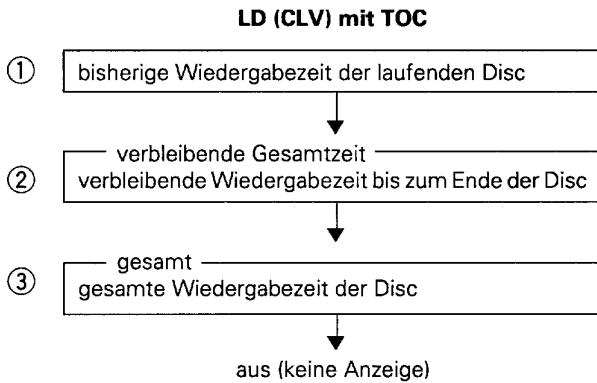 LD (CLV) mit TOC
① bisherige Wiedergabezeit der laufenden Disc
verbleibende Gesamtzeit
② verbleibende Wiedergabezeit bis zum Ende der Disc
gesamt
③ gesamte Wiedergabezeit der Disc
aus (keine Anzeige)